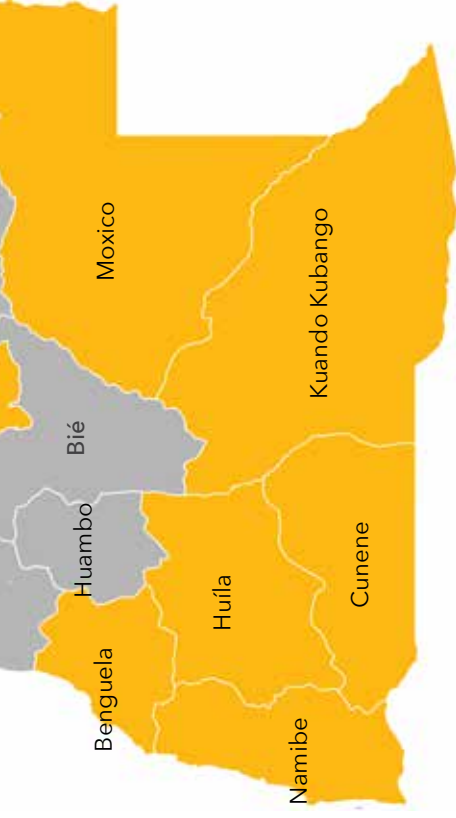 Moxico
Kuando Kubango
Bié
Huambo
Huíla
Cunene
Benguela
Namibe